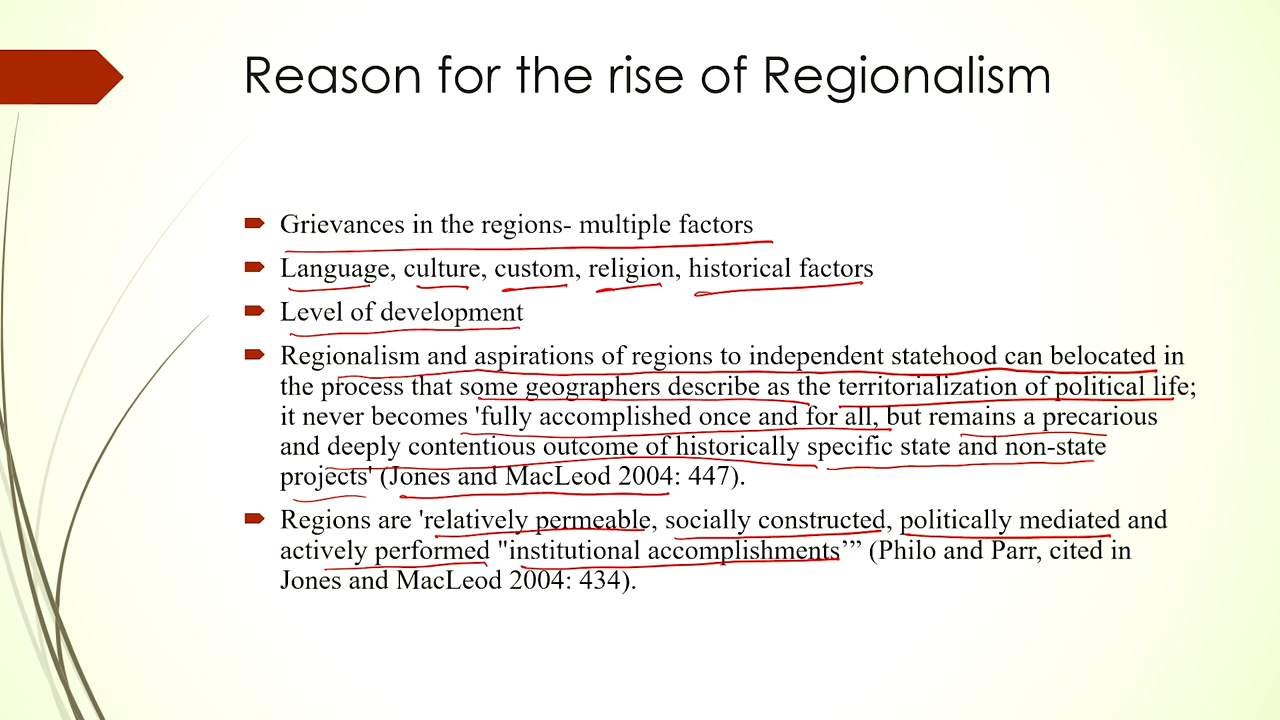 Reason for the rise of Regionalism
Grievances in the regions- multiple factors
Language, culture, custom, religion, historical factors
Level of development
Regionalism and aspirations of regions to independent statehood can belocated in
the process that some geographers describe as the territorialization of political life;
it never becomes 'fully accomplished once and for all, but remains a precarious
and deeply contentious outcome of historically specific state and non-state
projects' (Jones and MacLeod 2004: 447).
Regions are 'relatively permeable, socially constructed, politically mediated and
actively performed "institutional accomplishments’” (Philo and Parr, cited in
Jones and MacLeod 2004: 434).